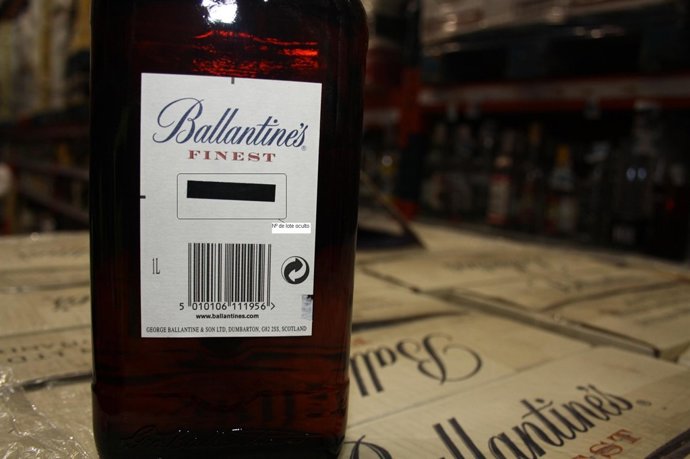 Ballantine's
FINEST
Nº de lote oculto
1L
5 010106 111956 >
www.ballantines.com
GEORGE BALLANTINE & SON LTD, DUMBARTON, G82 2SS, SCOTLAND
Ballantine's
FINEST